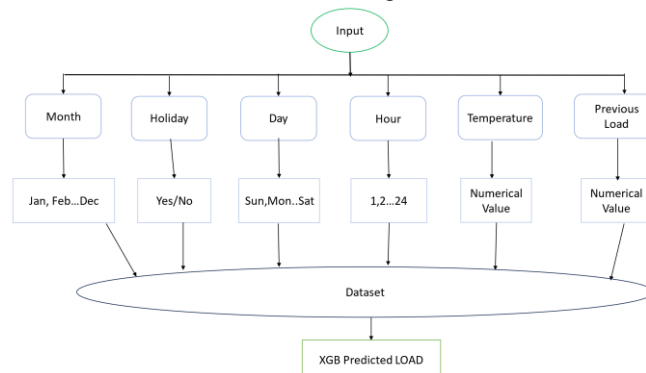 Input
Month
Holiday
Day
Hour
Temperature
Previous
Load
Jan, Feb...Dec
Yes/No
Sun,Mon..Sat
1,2...24
Numerical
Value
Numerical
Value
Dataset
XGB Predicted LOAD